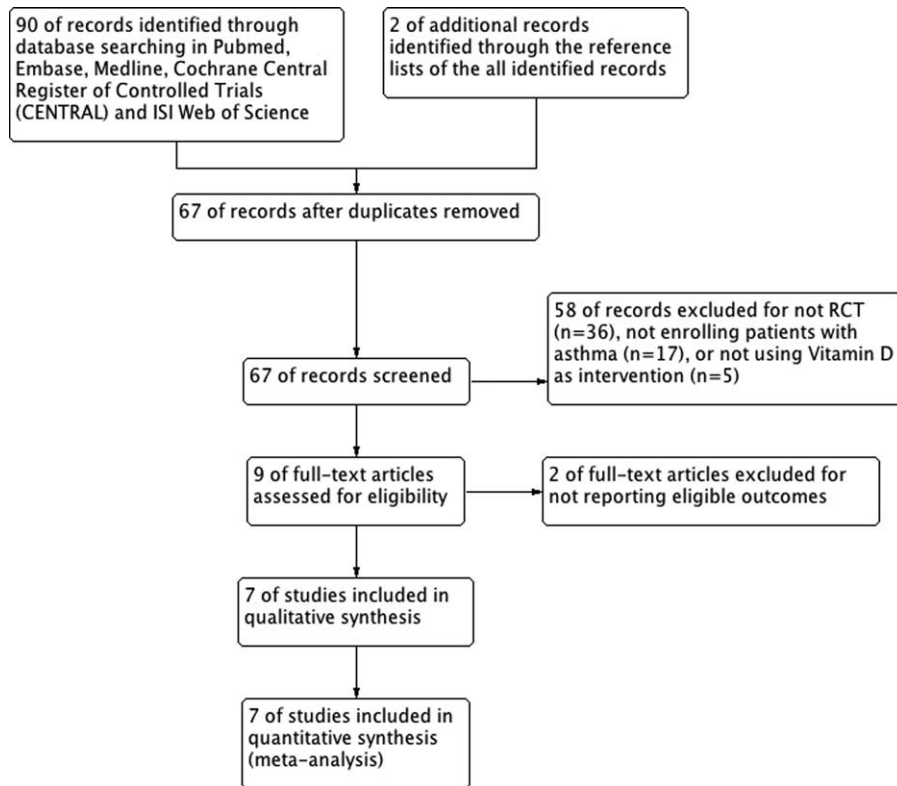 90 of records identified through
database searching in Pubmed,
Embase, Medline, Cochrane Central
Register of Controlled Trials
(CENTRAL) and ISI Web of Science
2 of additional records
identified through the reference
lists of the all identified records
67 of records after duplicates removed
58 of records excluded for not RCT
(n=36), not enrolling patients with
asthma (n=17), or not using Vitamin D
as intervention (n=5)
67 of records screened
9 of full-text articles
assessed for eligibility
2 of full-text articles excluded for
not reporting eligible outcomes
7 of studies included in
qualitative synthesis
7 of studies included in
quantitative synthesis
(meta-analysis)